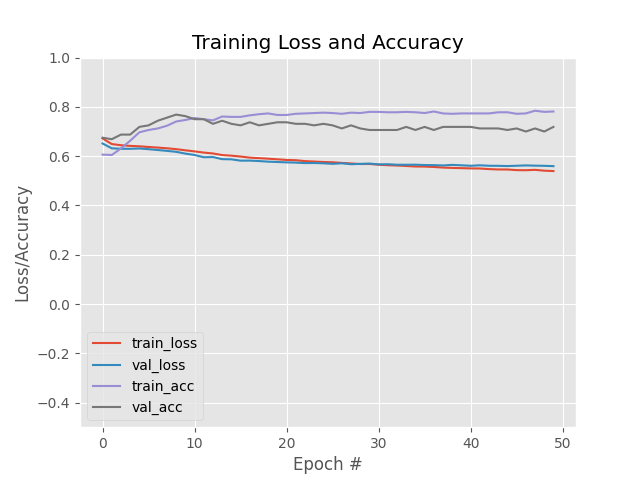 Training Loss and Accuracy
1.0
0.8
0.6
0.4
0.2
0.0
−0.2
−0.4
Loss/Accuracy
train_loss
val_loss
train_acc
val_acc
0 10 20 30 40 50
Epoch #